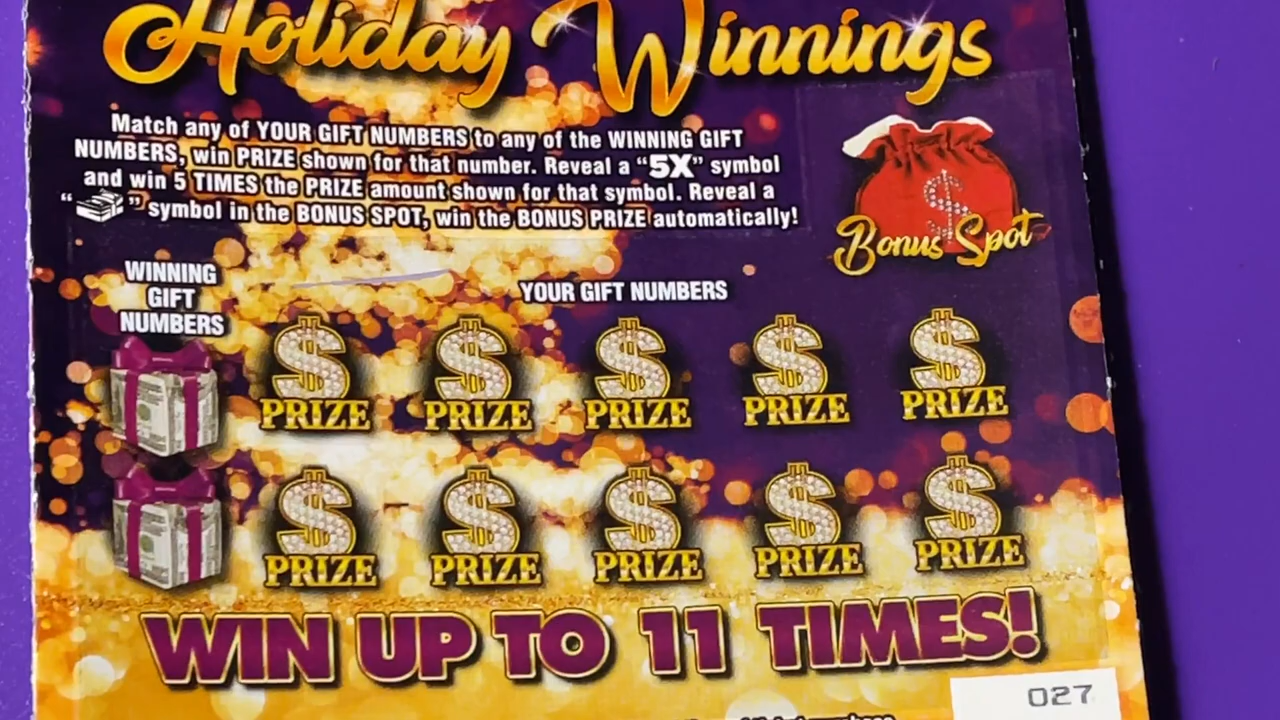 Holiday Winnings
Match any of YOUR GIFT NUMBERS to any of the WINNING GIFT
NUMBERS, win PRIZE shown for that number. Reveal a “5X” symbol
and win 5 TIMES the PRIZE amount shown for that symbol. Reveal a
“ ” symbol in the BONUS SPOT, win the BONUS PRIZE automatically!
$
Bonus Spot
WINNING
GIFT
NUMBERS
YOUR GIFT NUMBERS
$ $ $ $ $
PRIZE PRIZE PRIZE PRIZE PRIZE
$ $ $ $ $
PRIZE PRIZE PRIZE PRIZE PRIZE
WIN UP TO 11 TIMES!
027